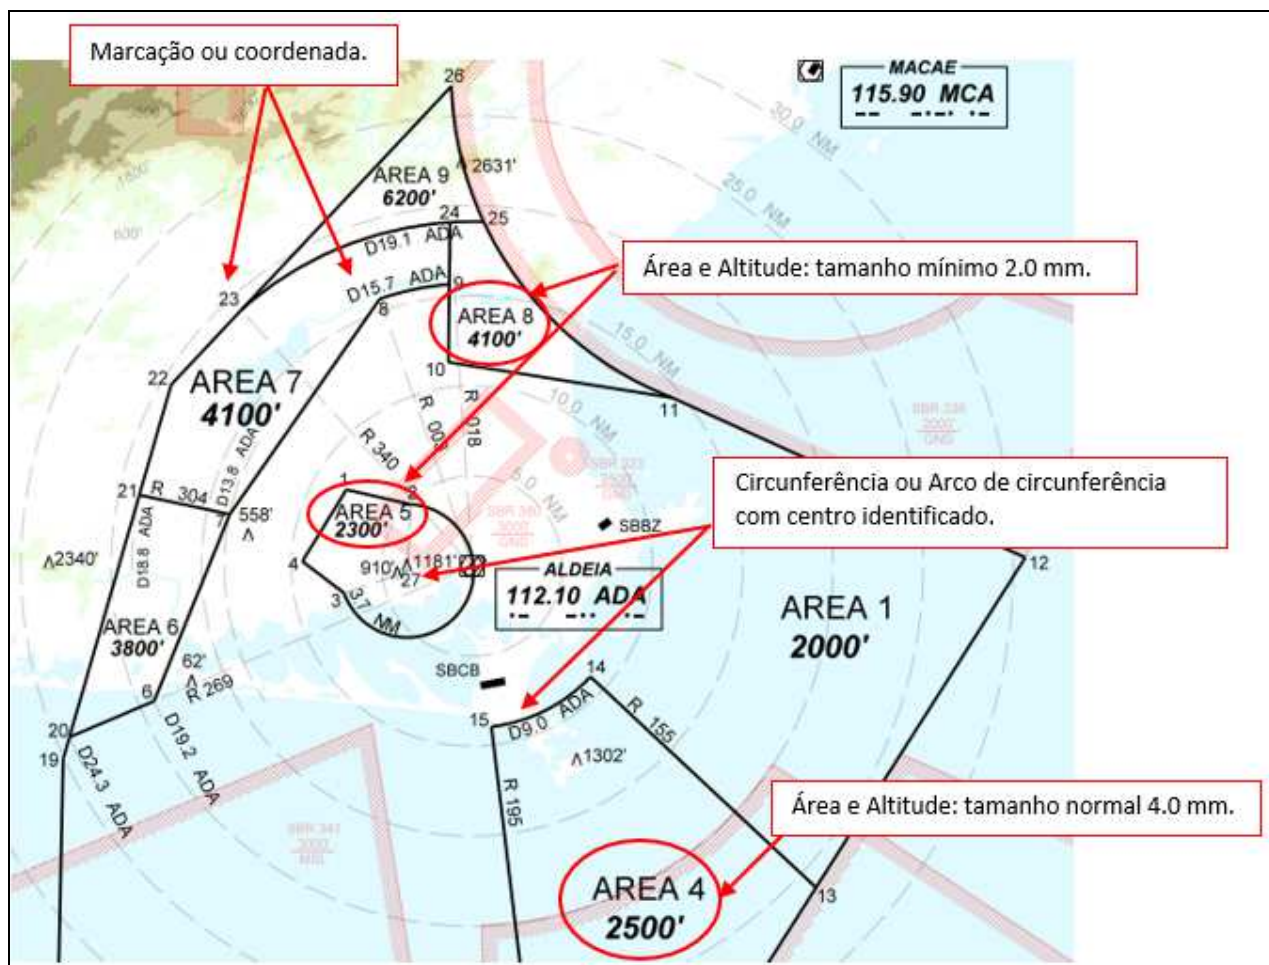 Marcação ou coordenada.
26
MACAE
115.90 MCA
30.0 NM
AREA 9
6200'
2631'
25.0 NM
24
25
D19.1 ADA
Área e Altitude: tamanho mínimo 2.0 mm.
D15.7 ADA
9
23
8
AREA 8
4100'
15.0 NM
22
AREA 7
4100'
10
R 003
R 018
10.0 NM
11
R 340
D13.8 ADA
5.0 NM
Circunferência ou Arco de circunferência
com centro identificado.
21
R 304
7
558'
1
2
AREA 5
2300'
SBBZ
D18.8 ADA
2340'
4
910'
1181'
27
ALDEIA
112.10 ADA
12
3
3.7 NM
AREA 1
2000'
AREA 6
3800'
62'
R 269
SBCB
14
6
15
D9.0 ADA
R 155
20
19
D19.2 ADA
D24.3 ADA
1302'
R 195
Área e Altitude: tamanho normal 4.0 mm.
AREA 4
2500'
13